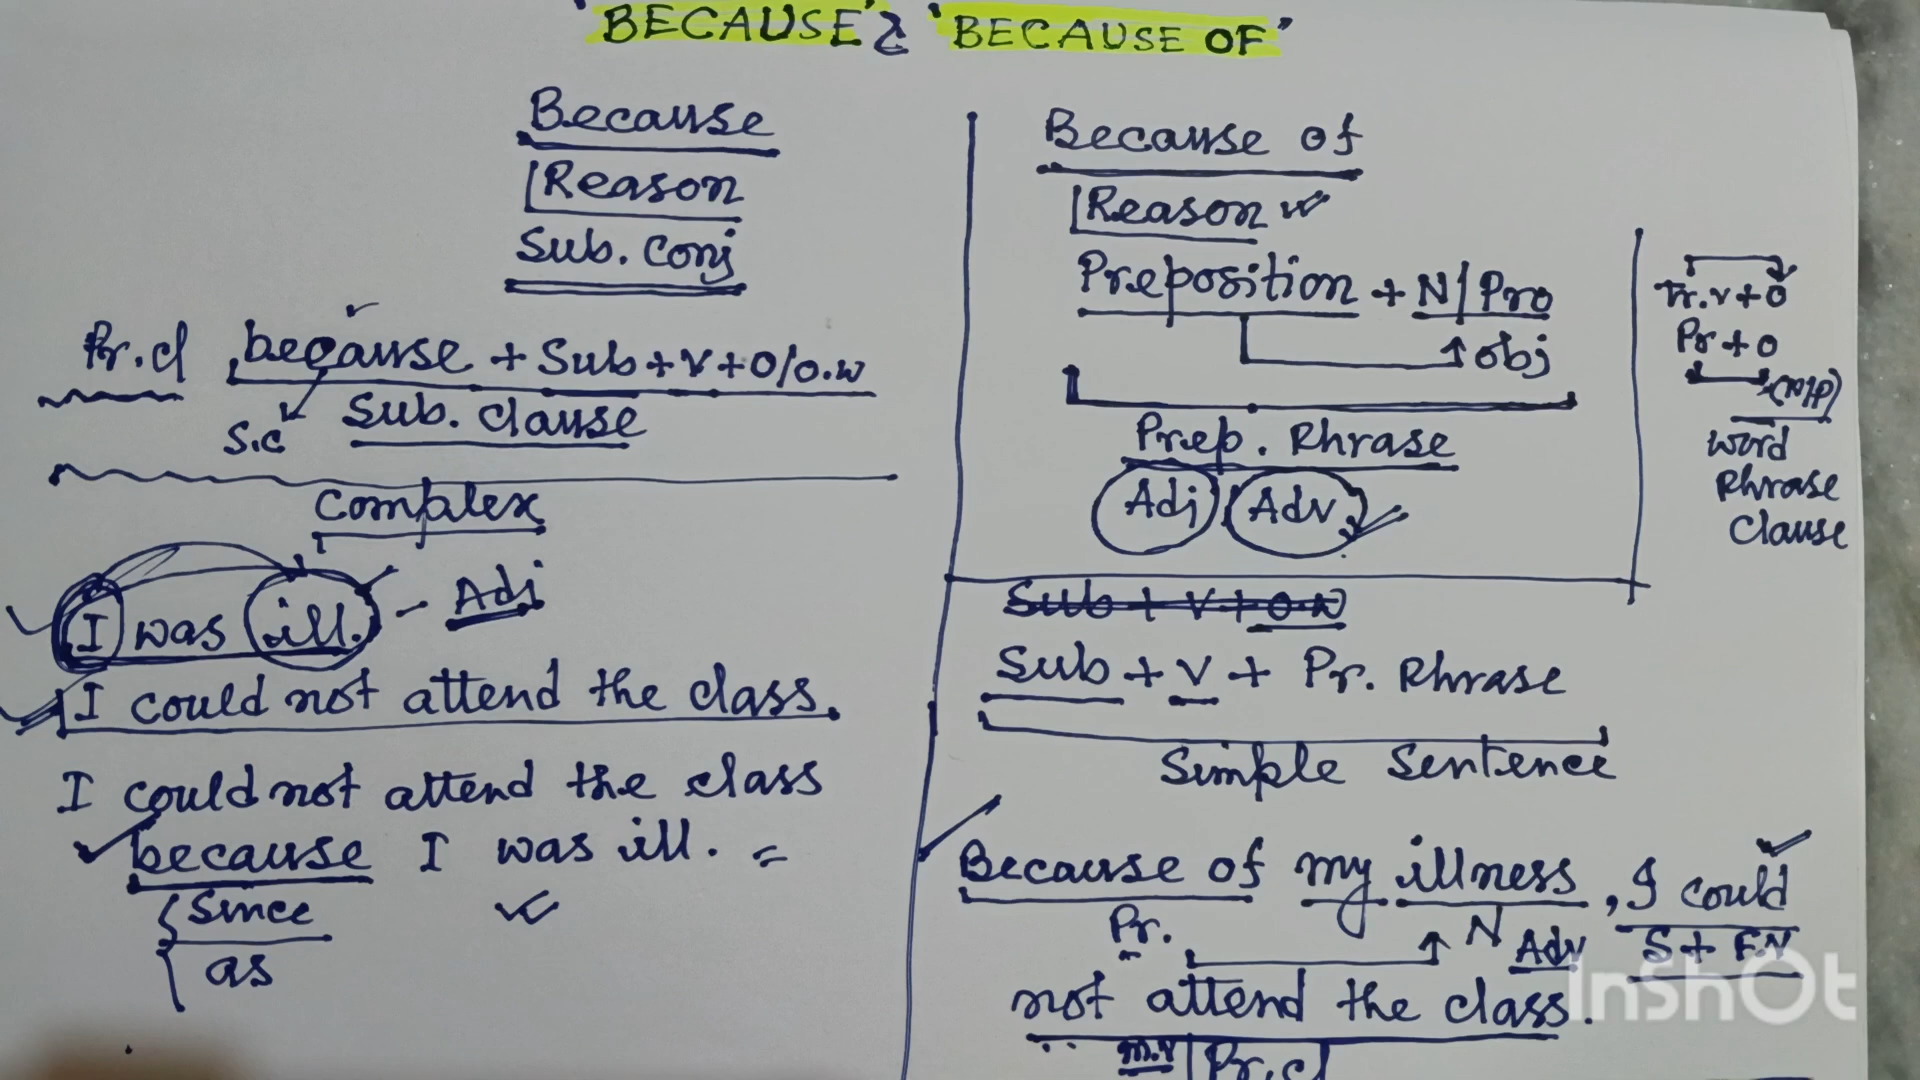 "BECAUSE" & "BECAUSE OF"
Because
Reason
Sub. Conj
Pr.cl because + Sub + V + O/O.W
S.C Sub. Clause
Complex
I was ill. - Adj
I could not attend the class.
I could not attend the class
because I was ill. =
Since
as
Because of
Reason
Preposition + N/Pro
obj
Prep. Phrase
Adj Adv
Tr.v+O
Pr+O
(N/P)
word
Phrase
Clause
Sub + V + O.W
Sub + V + Pr. Phrase
Simple Sentence
Because of my illness, I could
Pr. N Adv S + F.V
not attend the class.
m.v Pr.cl
InShOt